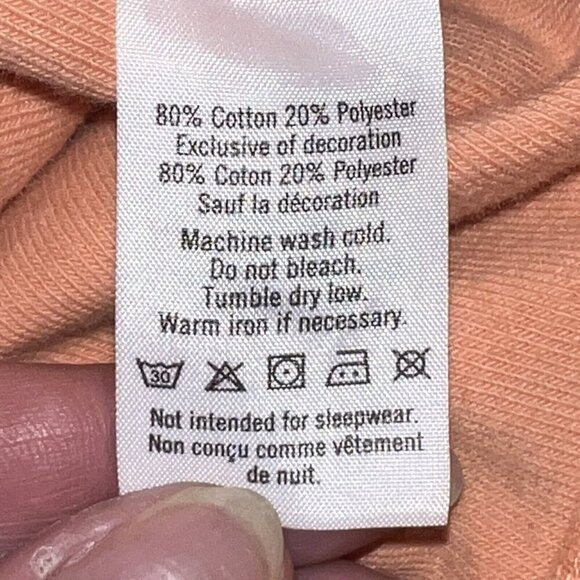 80% Cotton 20% Polyester
Exclusive of decoration
80% Coton 20% Polyester
Sauf la décoration
Machine wash cold.
Do not bleach.
Tumble dry low.
Warm iron if necessary.
30
Not intended for sleepwear.
Non conçu comme vêtement
de nuit.